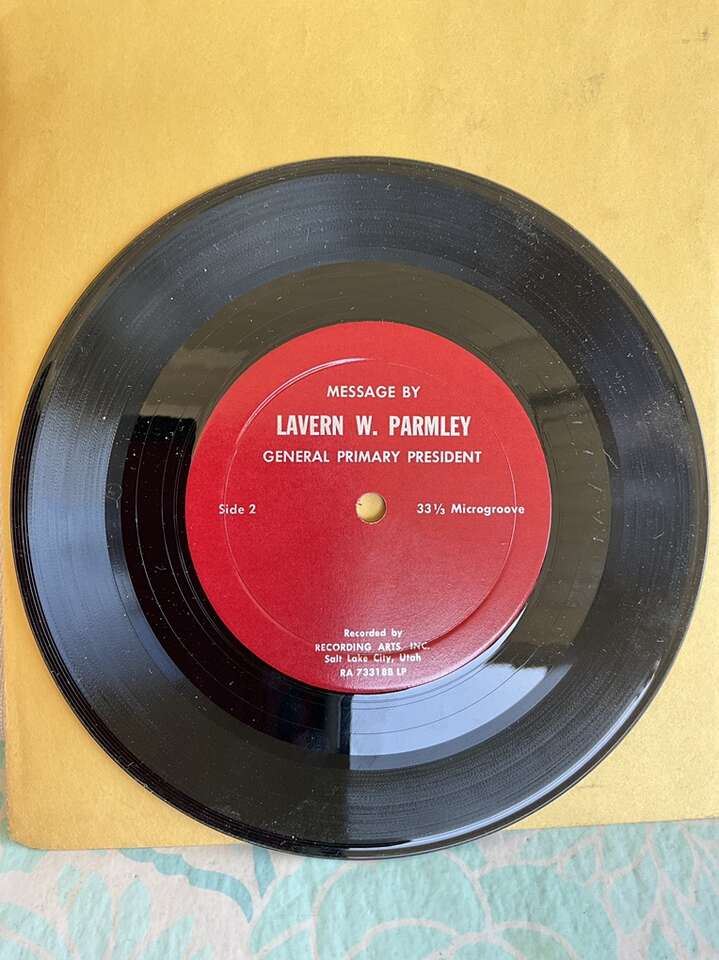 MESSAGE BY
LAVERN W. PARMLEY
GENERAL PRIMARY PRESIDENT
Side 2
33⅓ Microgroove
Recorded by
RECORDING ARTS, INC.
Salt Lake City, Utah
RA 7331BB LP